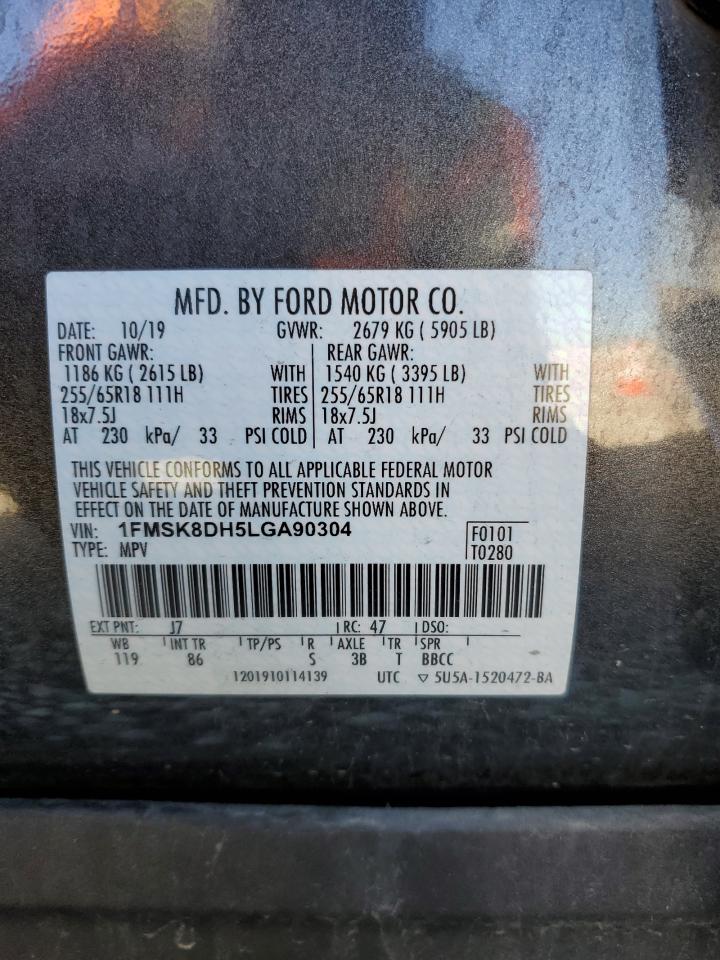 MFD. BY FORD MOTOR CO.
DATE: 10/19 GVWR: 2679 KG ( 5905 LB)
FRONT GAWR: REAR GAWR:
1186 KG ( 2615 LB) WITH 1540 KG ( 3395 LB) WITH
255/65R18 111H TIRES 255/65R18 111H TIRES
18x7.5J RIMS 18x7.5J RIMS
AT 230 kPa/ 33 PSI COLD AT 230 kPa/ 33 PSI COLD
THIS VEHICLE CONFORMS TO ALL APPLICABLE FEDERAL MOTOR
VEHICLE SAFETY AND THEFT PREVENTION STANDARDS IN
EFFECT ON THE DATE OF MANUFACTURE SHOWN ABOVE.
VIN: 1FMSK8DH5LGA90304 F0101
TYPE: MPV T0280
EXT PNT: J7 RC: 47 DSO:
WB INT TR TP/PS R AXLE TR SPR
119 86 S 3B T BBCC
1201910114139 UTC ▽ 5U5A-1520472-BA